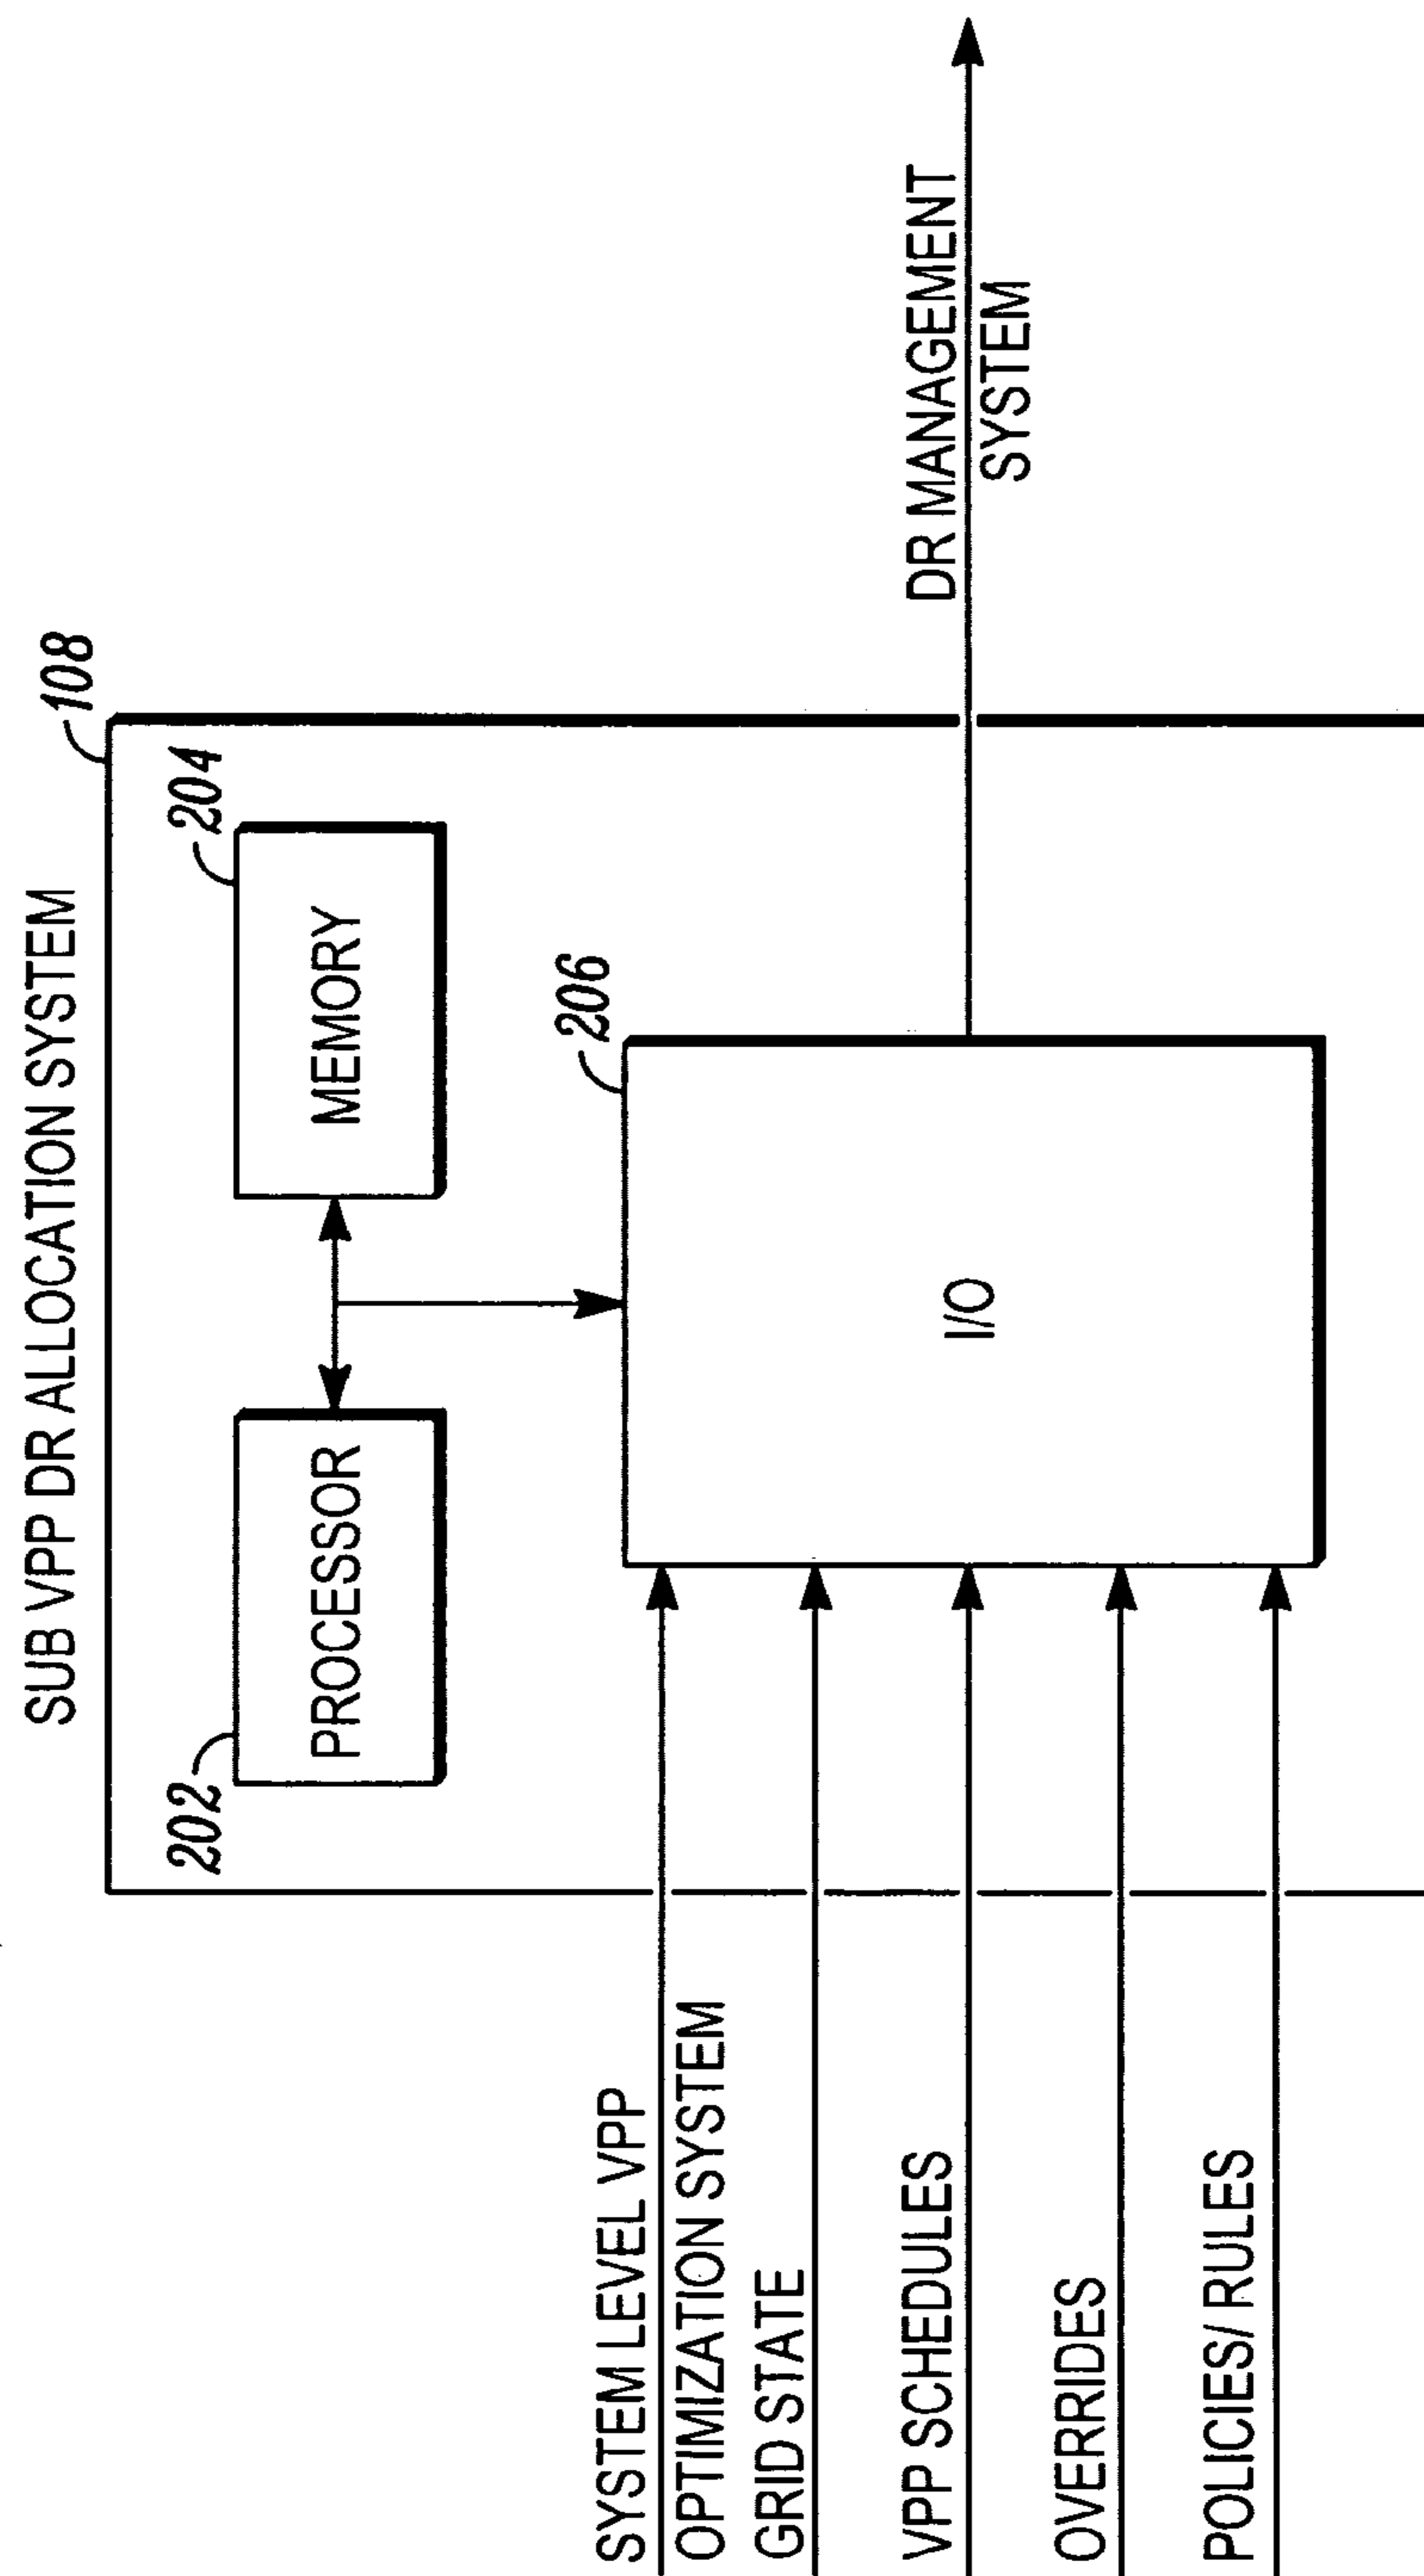 SUB VPP DR ALLOCATION SYSTEM
108
202
PROCESSOR
204
MEMORY
206
I/O
SYSTEM LEVEL VPP
OPTIMIZATION SYSTEM
GRID STATE
VPP SCHEDULES
OVERRIDES
POLICIES/ RULES
DR MANAGEMENT
SYSTEM